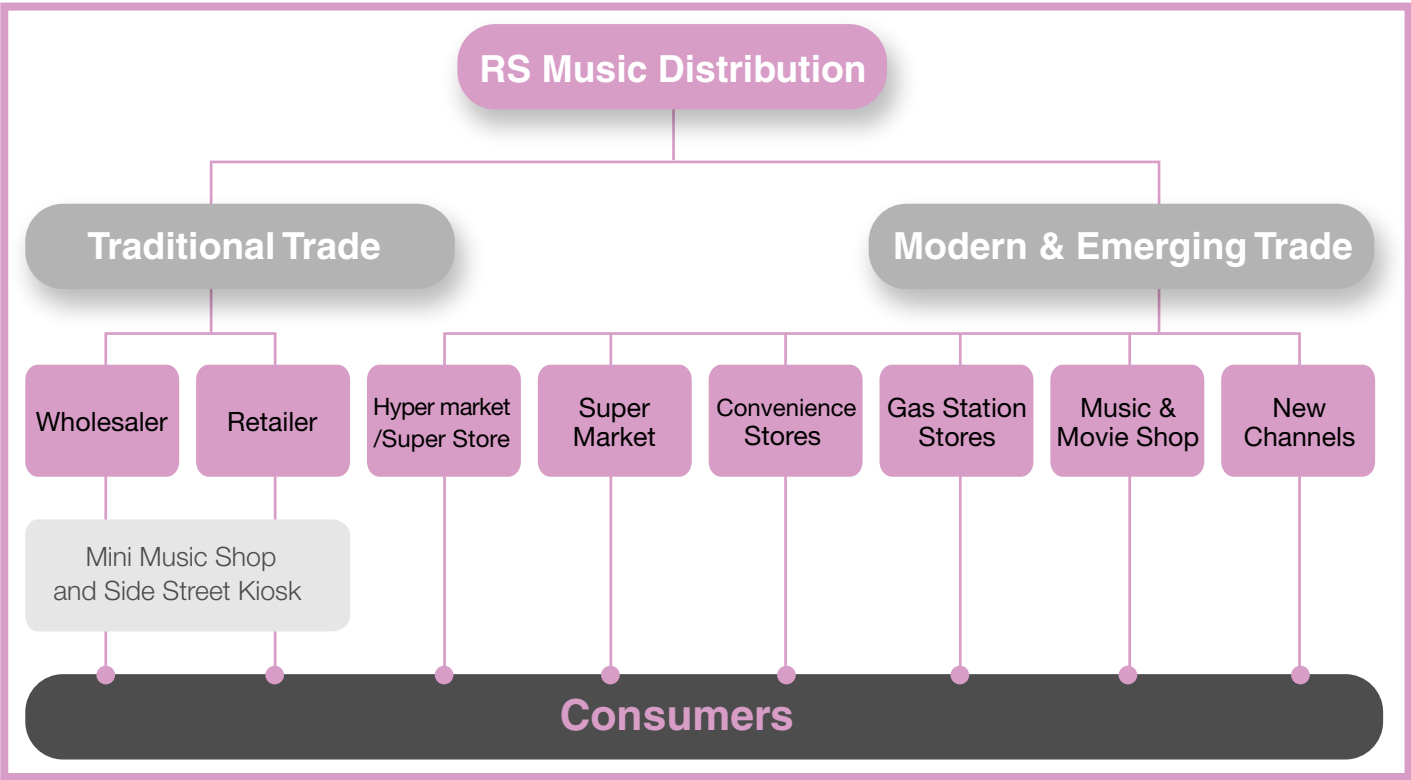 RS Music Distribution
Traditional Trade
Modern & Emerging Trade
Wholesaler
Retailer
Hyper market
/Super Store
Super
Market
Convenience
Stores
Gas Station
Stores
Music &
Movie Shop
New
Channels
Mini Music Shop
and Side Street Kiosk
Consumers